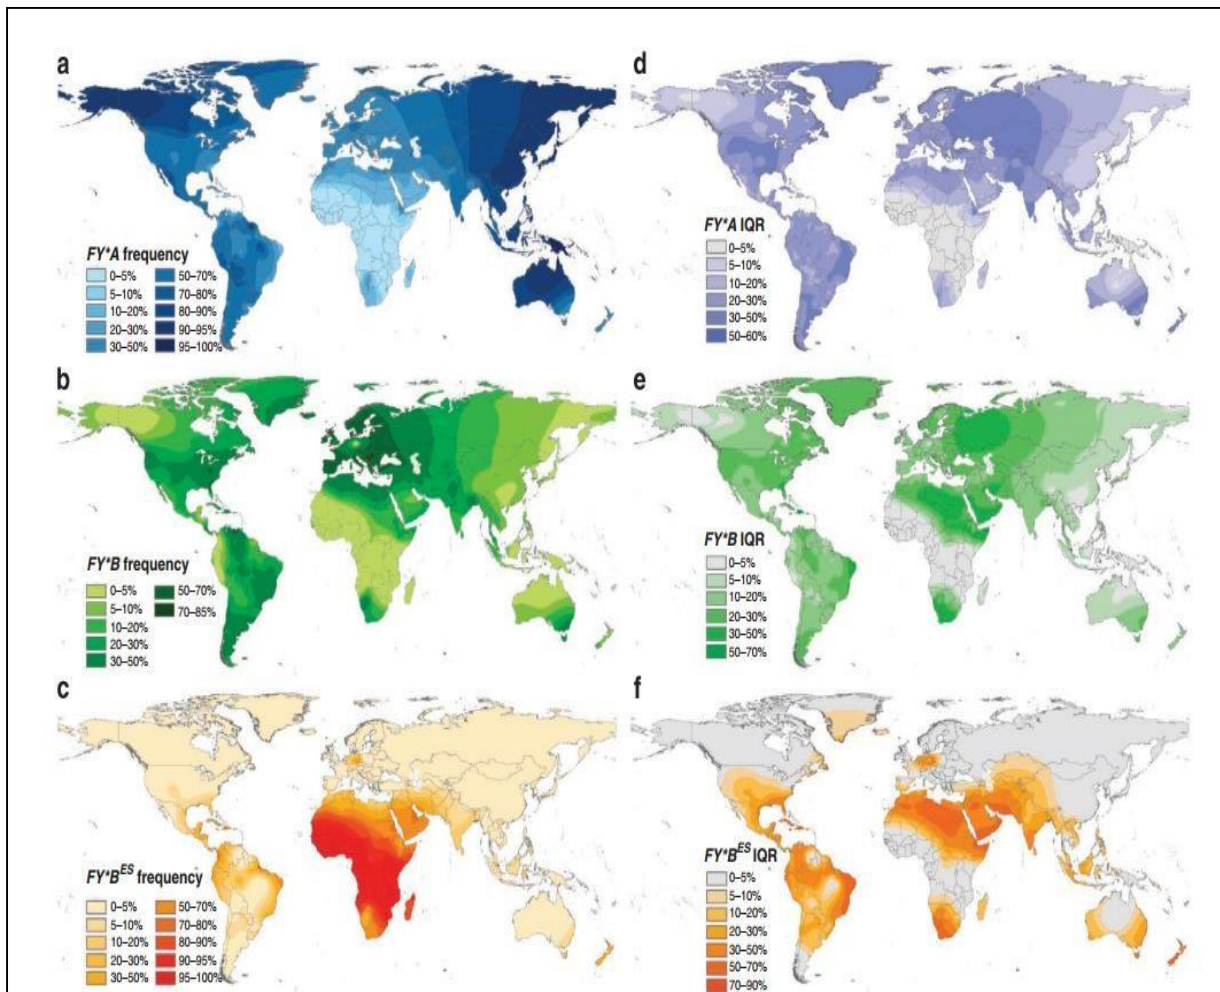 a
FY*A frequency
0–5% 50–70%
5–10% 70–80%
10–20% 80–90%
20–30% 90–95%
30–50% 95–100%
d
FY*A IQR
0–5%
5–10%
10–20%
20–30%
30–50%
50–60%
b
FY*B frequency
0–5% 50–70%
5–10% 70–85%
10–20%
20–30%
30–50%
e
FY*B IQR
0–5%
5–10%
10–20%
20–30%
30–50%
50–70%
c
FY*B^ES frequency
0–5% 50–70%
5–10% 70–80%
10–20% 80–90%
20–30% 90–95%
30–50% 95–100%
f
FY*B^ES IQR
0–5%
5–10%
10–20%
20–30%
30–50%
50–70%
70–90%